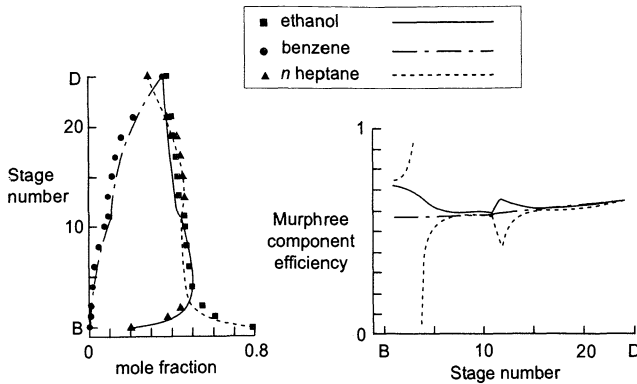 ethanol
benzene
n heptane
D
20
Stage
number
10
B
0
0.8
mole fraction
1
Murphree
component
efficiency
0
B
10
20
D
Stage number